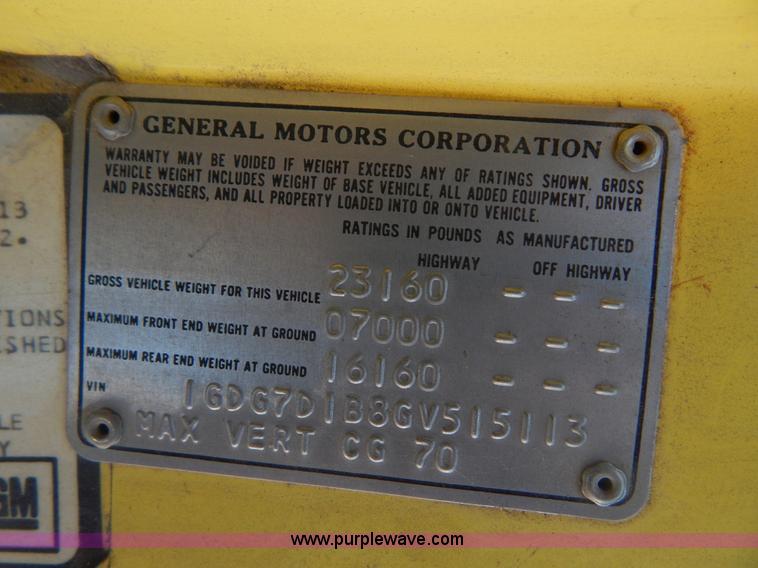 GENERAL MOTORS CORPORATION
WARRANTY MAY BE VOIDED IF WEIGHT EXCEEDS ANY OF RATINGS SHOWN. GROSS
VEHICLE WEIGHT INCLUDES WEIGHT OF BASE VEHICLE, ALL ADDED EQUIPMENT, DRIVER
AND PASSENGERS, AND ALL PROPERTY LOADED INTO OR ONTO VEHICLE.
RATINGS IN POUNDS AS MANUFACTURED
HIGHWAY OFF HIGHWAY
GROSS VEHICLE WEIGHT FOR THIS VEHICLE 23160 - - -
MAXIMUM FRONT END WEIGHT AT GROUND 07000 - - -
MAXIMUM REAR END WEIGHT AT GROUND 16160 - - -
VIN 1GDG7D1B8GV515113
MAX VERT CG 70
13
2.
TIONS
SHED
LE
Y
GM
www.purplewave.com